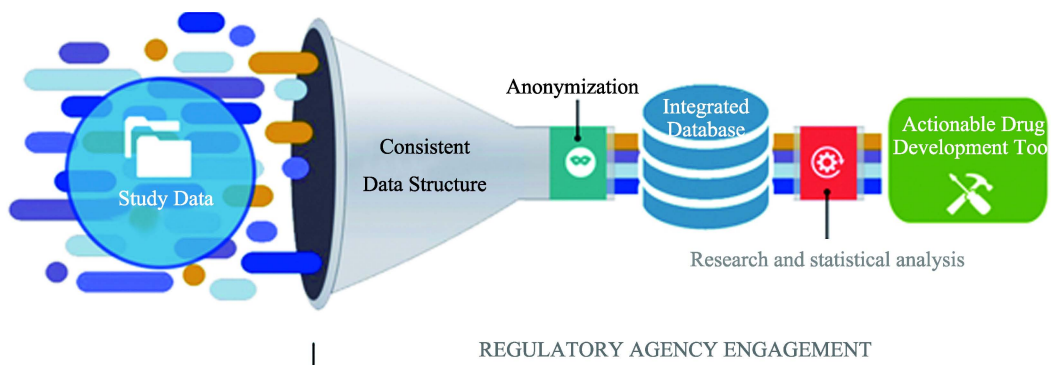 Study Data
Consistent
Data Structure
Anonymization
Integrated
Database
Research and statistical analysis
Actionable Drug
Development Too
REGULATORY AGENCY ENGAGEMENT